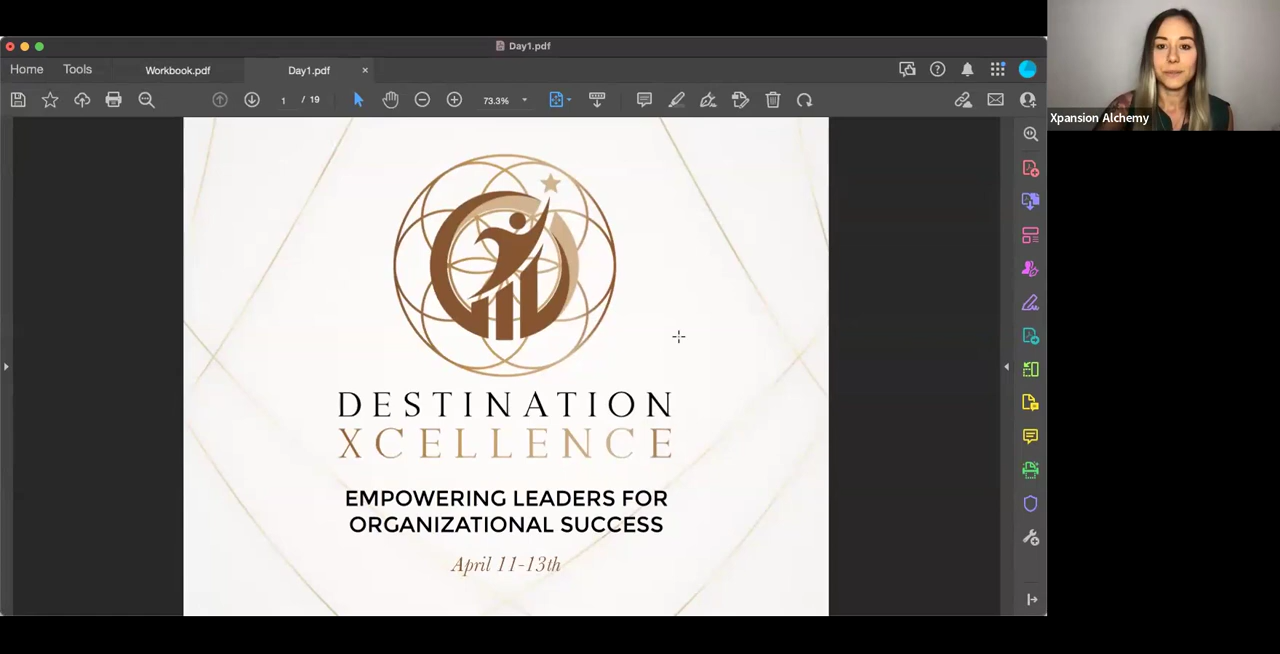 Day1.pdf
Home Tools Workbook.pdf Day1.pdf ×
1 / 19 73.3%
Xpansion Alchemy
DESTINATION
XCELLENCE
EMPOWERING LEADERS FOR
ORGANIZATIONAL SUCCESS
April 11-13th